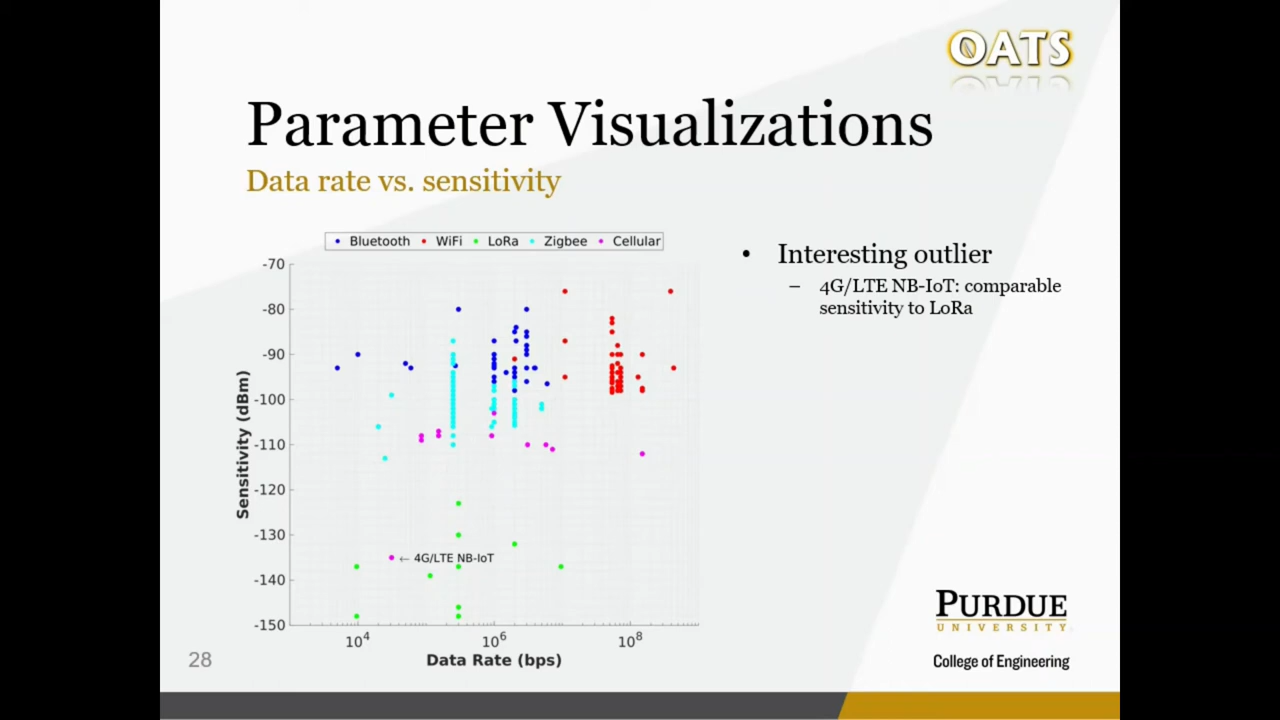 OATS
Parameter Visualizations
Data rate vs. sensitivity
Bluetooth WiFi LoRa Zigbee Cellular
-70
-80
-90
-100
-110
-120
-130
-140
-150
Sensitivity (dBm)
← 4G/LTE NB-IoT
10^4 10^6 10^8
Data Rate (bps)
• Interesting outlier
– 4G/LTE NB-IoT: comparable
sensitivity to LoRa
PURDUE
UNIVERSITY
College of Engineering
28